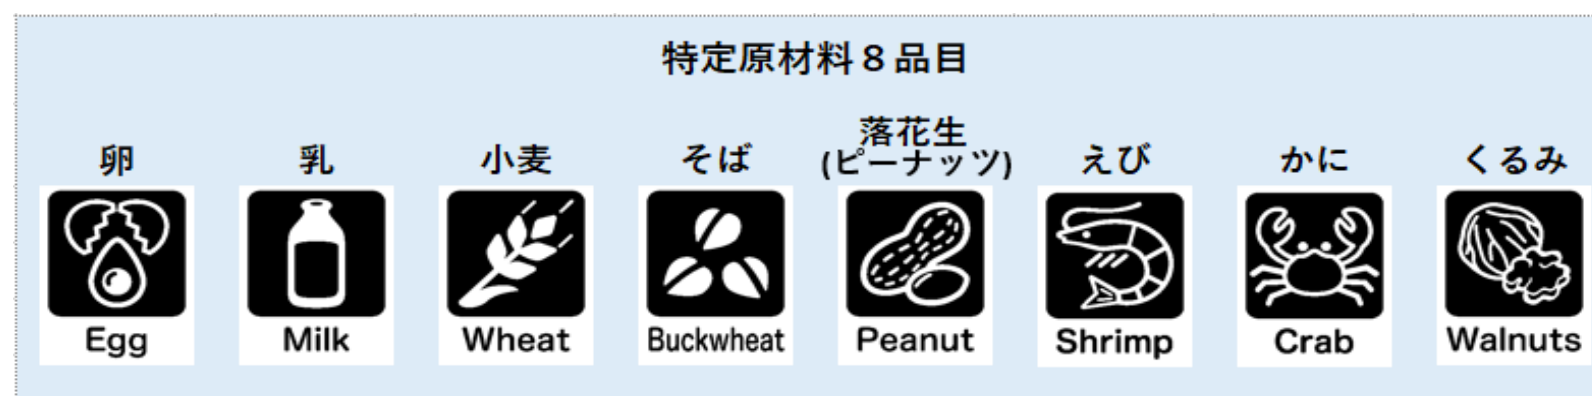 特定原材料８品目
卵
Egg
乳
Milk
小麦
Wheat
そば
Buckwheat
落花生
(ピーナッツ)
Peanut
えび
Shrimp
かに
Crab
くるみ
Walnuts